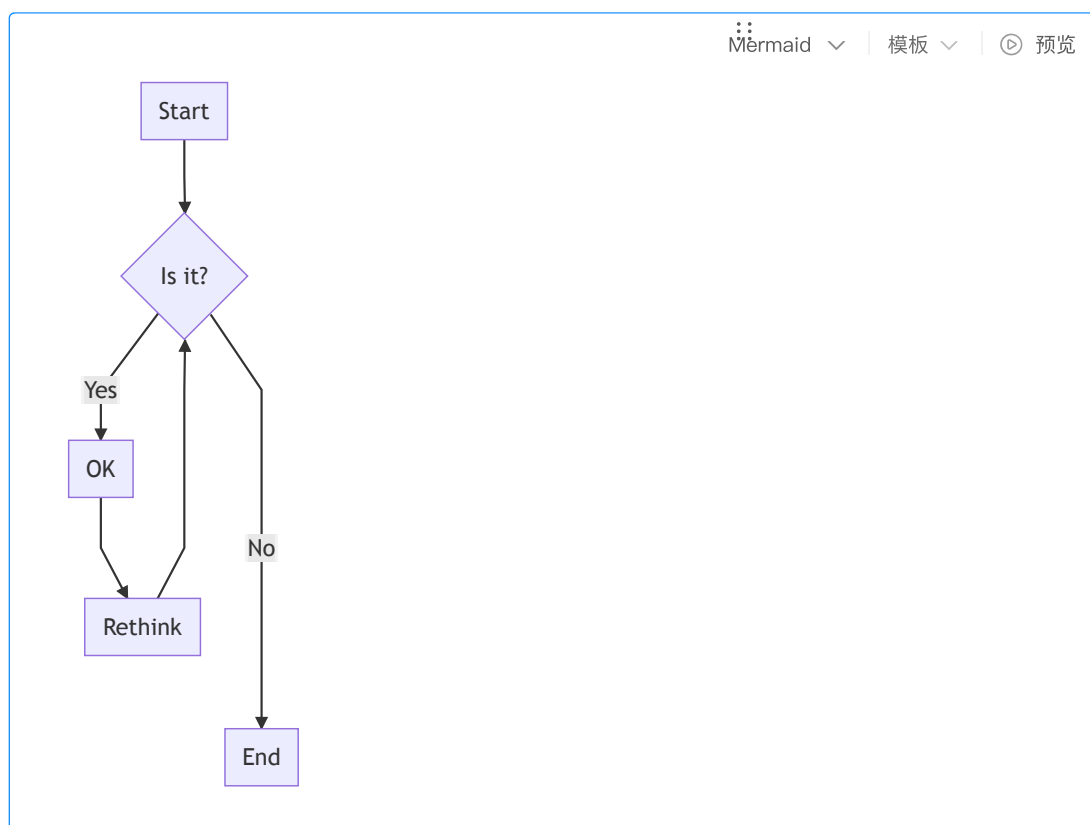 Mermaid 模板 预览
Start
Is it?
Yes
OK
No
Rethink
End